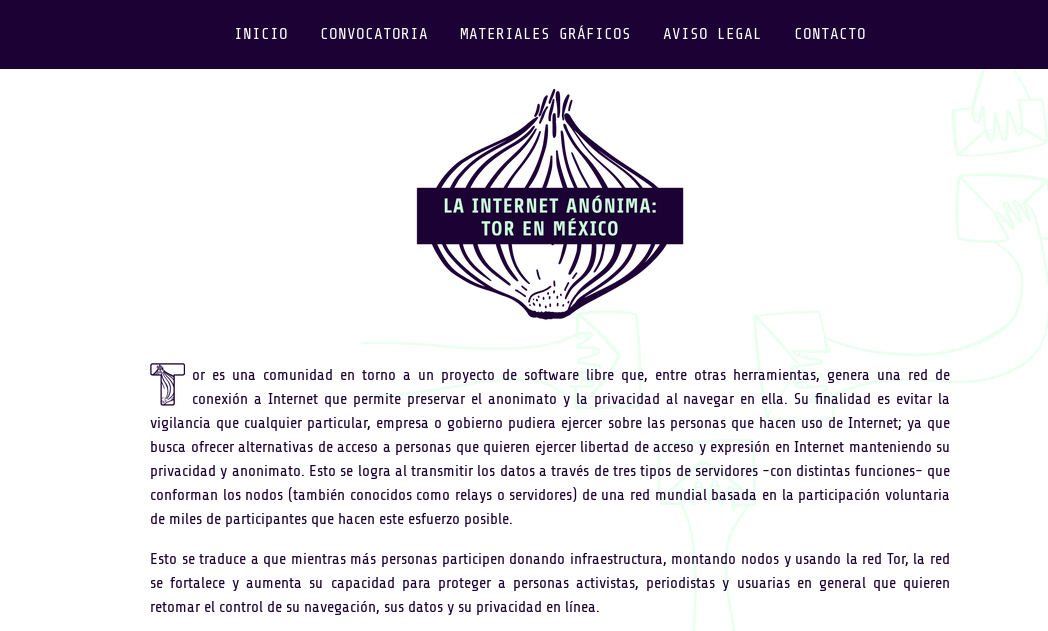 INICIO CONVOCATORIA MATERIALES GRÁFICOS AVISO LEGAL CONTACTO
LA INTERNET ANÓNIMA:
TOR EN MÉXICO
Tor es una comunidad en torno a un proyecto de software libre que, entre otras herramientas, genera una red de
conexión a Internet que permite preservar el anonimato y la privacidad al navegar en ella. Su finalidad es evitar la
vigilancia que cualquier particular, empresa o gobierno pudiera ejercer sobre las personas que hacen uso de Internet; ya que
busca ofrecer alternativas de acceso a personas que quieren ejercer libertad de acceso y expresión en Internet manteniendo su
privacidad y anonimato. Esto se logra al transmitir los datos a través de tres tipos de servidores -con distintas funciones- que
conforman los nodos (también conocidos como relays o servidores) de una red mundial basada en la participación voluntaria
de miles de participantes que hacen este esfuerzo posible.
Esto se traduce a que mientras más personas participen donando infraestructura, montando nodos y usando la red Tor, la red
se fortalece y aumenta su capacidad para proteger a personas activistas, periodistas y usuarias en general que quieren
retomar el control de su navegación, sus datos y su privacidad en línea.